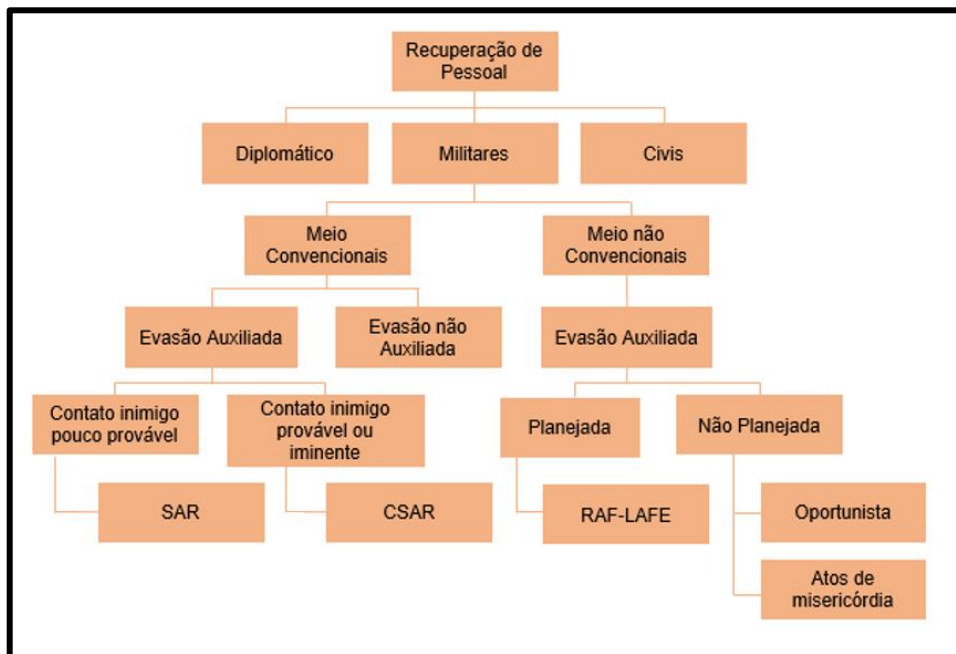 Recuperação de
Pessoal
Diplomático
Militares
Civis
Meio
Convencionais
Meio não
Convencionais
Evasão Auxiliada
Evasão não
Auxiliada
Evasão Auxiliada
Contato inimigo
pouco provável
Contato inimigo
provável ou
iminente
Planejada
Não Planejada
SAR
CSAR
RAF-LAFE
Oportunista
Atos de
misericórdia